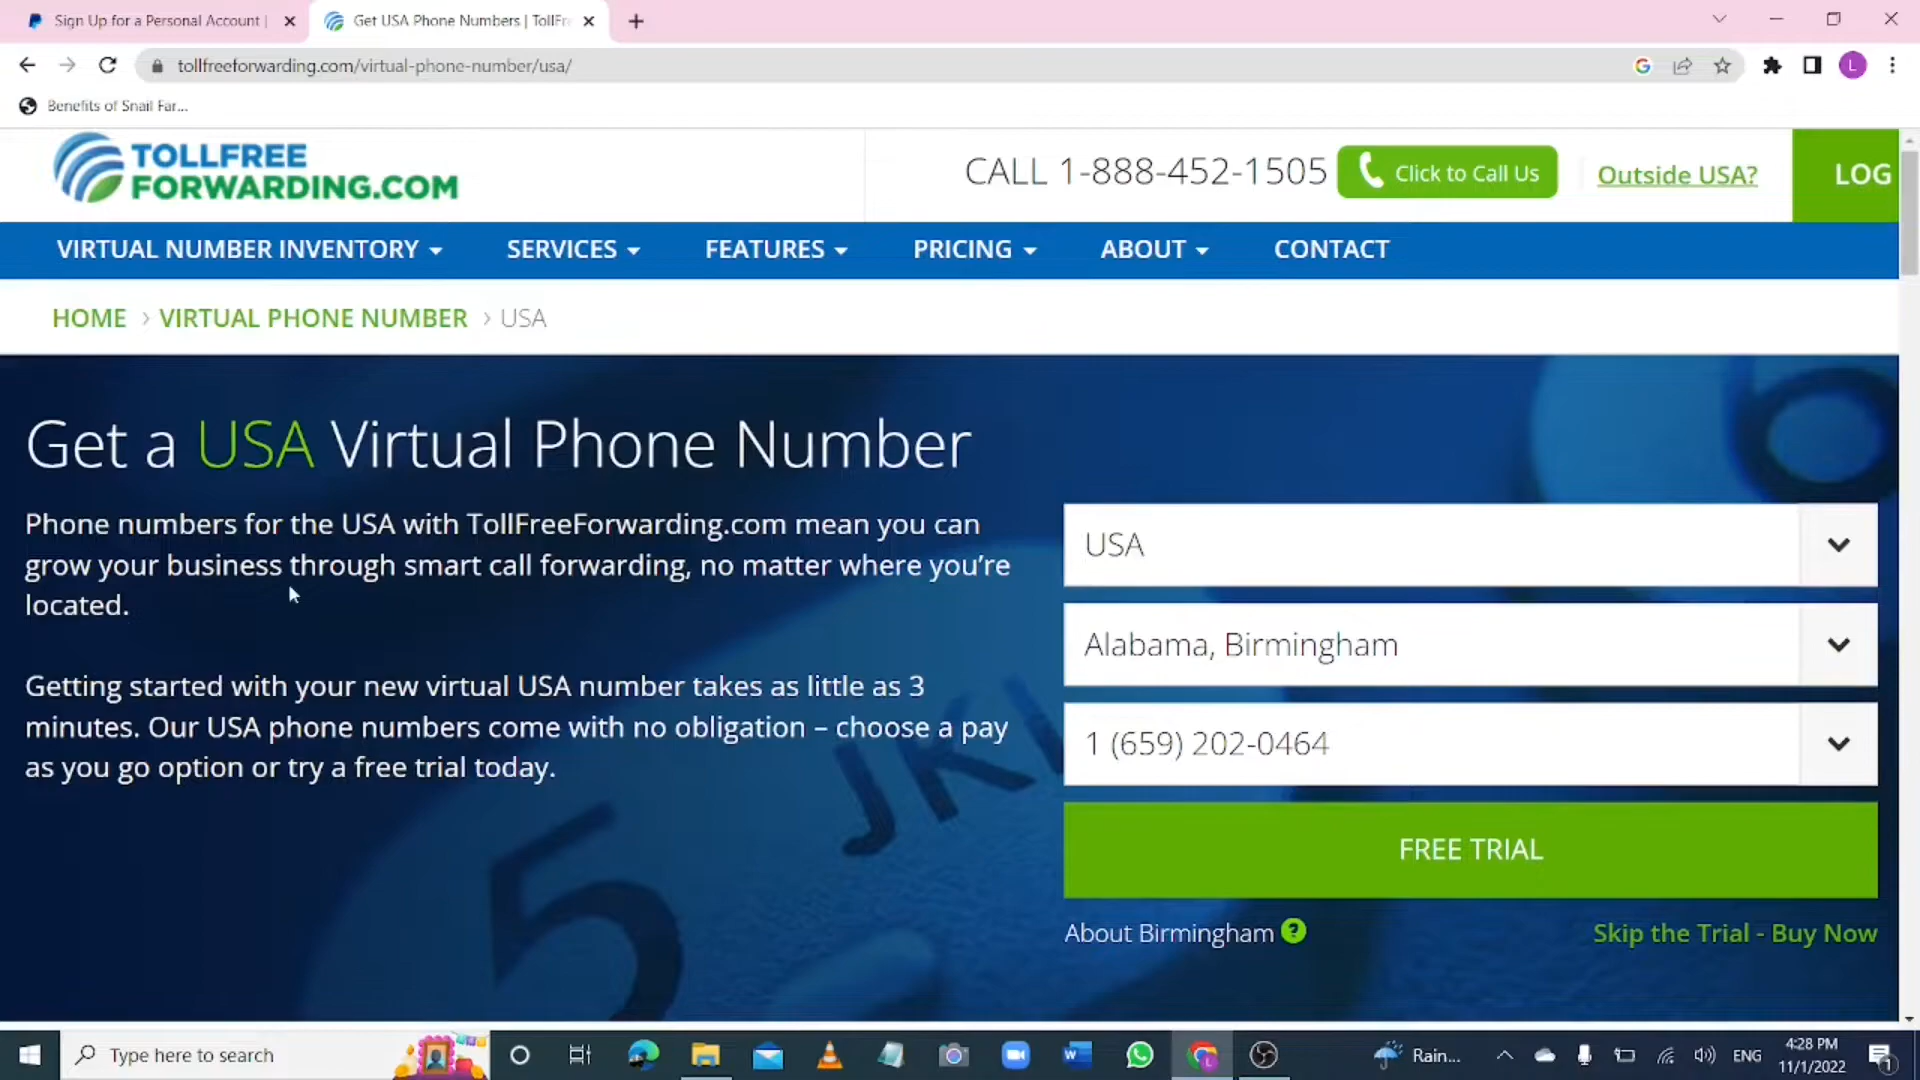 Sign Up for a Personal Account |
Get USA Phone Numbers | TollFr
tollfreeforwarding.com/virtual-phone-number/usa/
L
Benefits of Snail Far...
TOLLFREE
FORWARDING.COM
CALL 1-888-452-1505
Click to Call Us
Outside USA?
LOG
VIRTUAL NUMBER INVENTORY
SERVICES
FEATURES
PRICING
ABOUT
CONTACT
HOME › VIRTUAL PHONE NUMBER › USA
Get a USA Virtual Phone Number
Phone numbers for the USA with TollFreeForwarding.com mean you can
grow your business through smart call forwarding, no matter where you're
located.
Getting started with your new virtual USA number takes as little as 3
minutes. Our USA phone numbers come with no obligation – choose a pay
as you go option or try a free trial today.
USA
Alabama, Birmingham
1 (659) 202-0464
FREE TRIAL
About Birmingham ?
Skip the Trial - Buy Now
6
5
JKL
Type here to search
Rain...
ENG
4:28 PM
11/1/2022
1